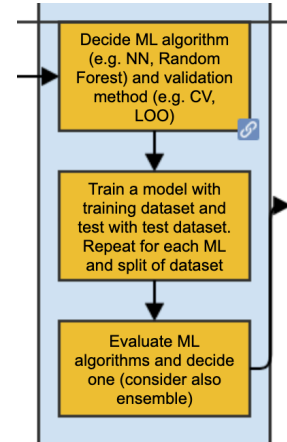 Decide ML algorithm
(e.g. NN, Random
Forest) and validation
method (e.g. CV,
LOO)
Train a model with
training dataset and
test with test dataset.
Repeat for each ML
and split of dataset
Evaluate ML
algorithms and decide
one (consider also
ensemble)